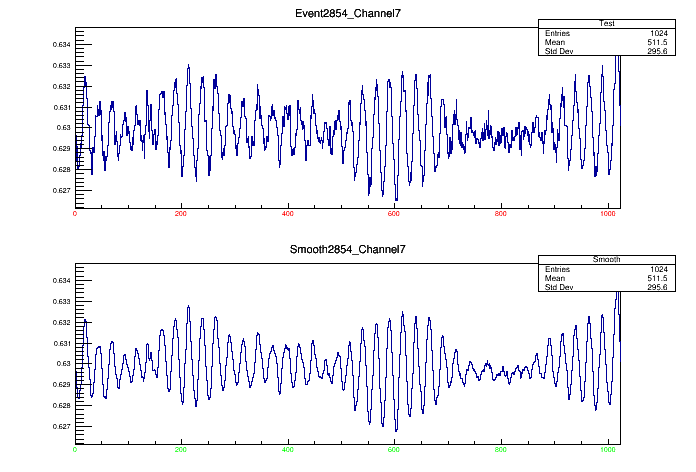 Event2854_Channel7
Test
Entries 1024
Mean 511.5
Std Dev 295.6
0.634
0.633
0.632
0.631
0.63
0.629
0.628
0.627
0 200 400 600 800 1000
Smooth2854_Channel7
Smooth
Entries 1024
Mean 511.5
Std Dev 295.6
0.634
0.632
0.631
0.63
0.629
0.628
0.627
0 200 400 600 800 1000